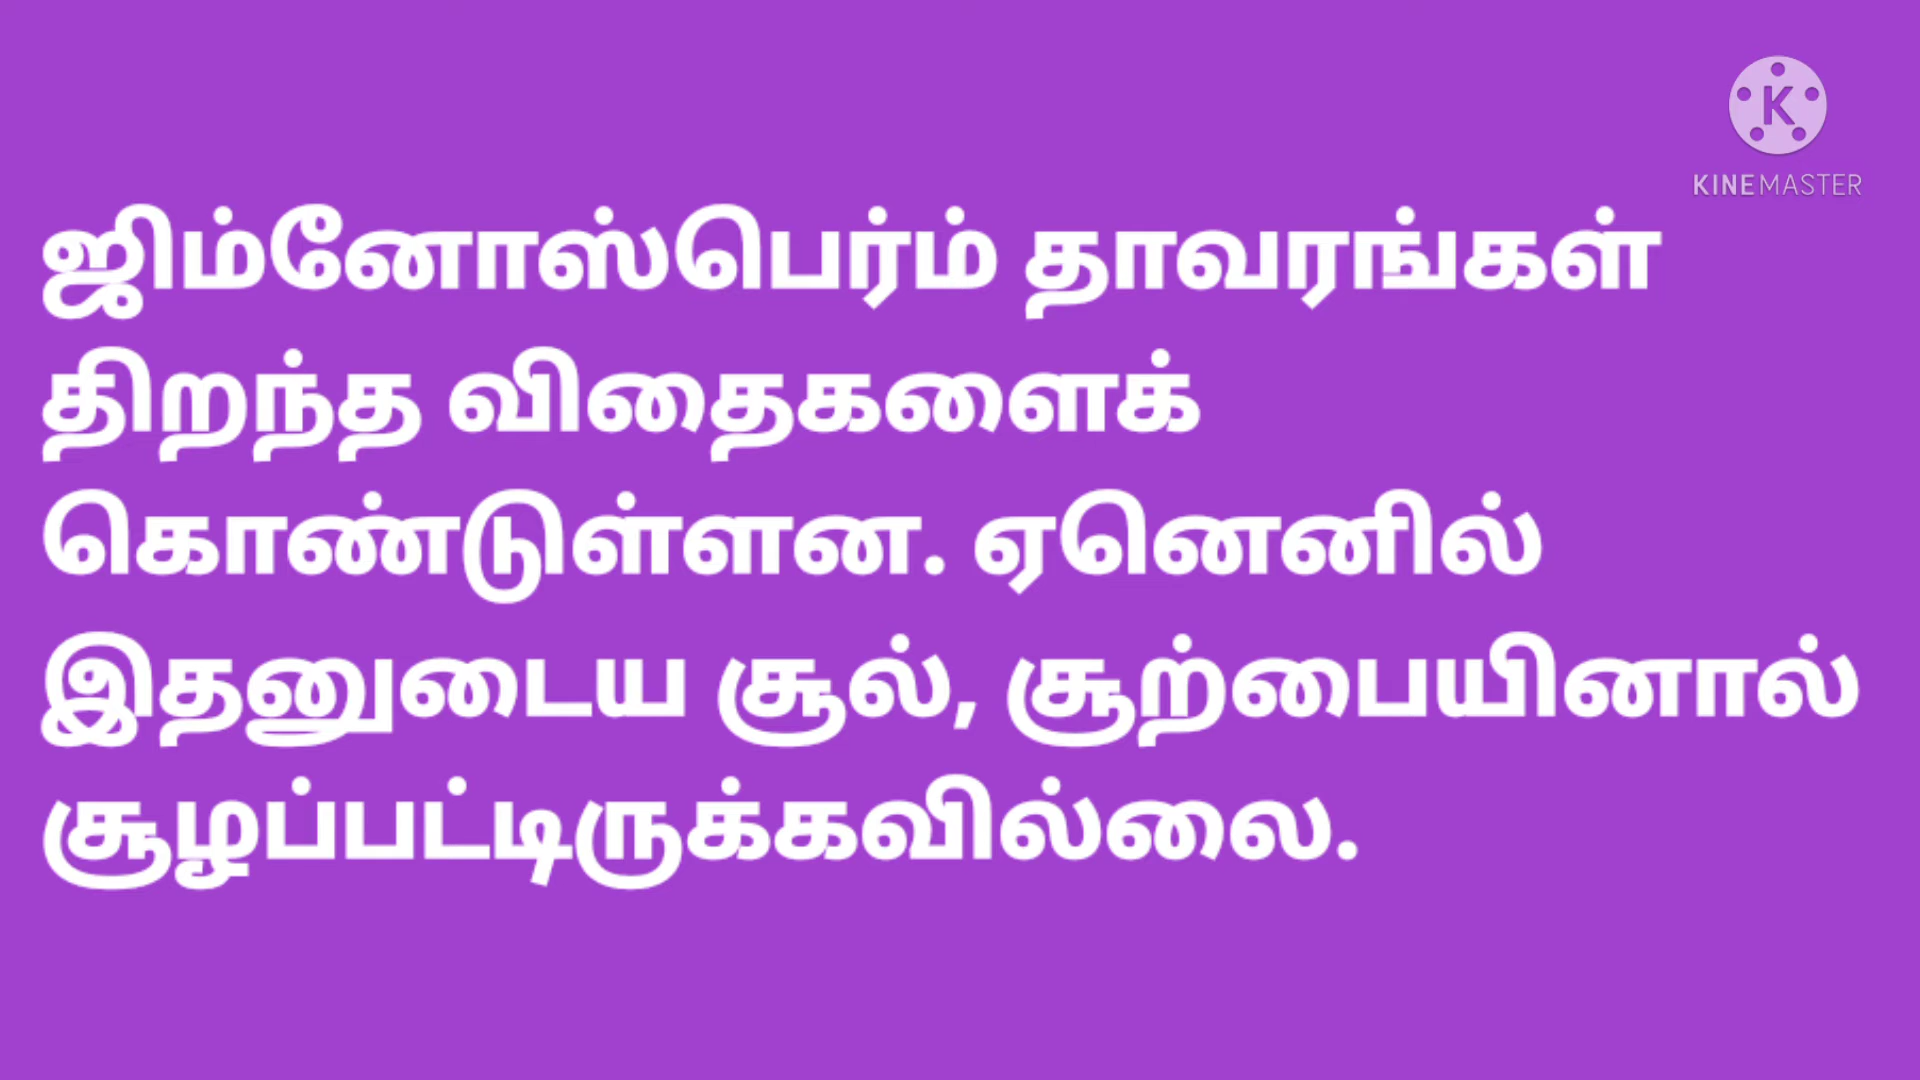 K
KINEMASTER
ஜிம்னோஸ்பெர்ம் தாவரங்கள்
திறந்த விதைகளைக்
கொண்டுள்ளன. ஏனெனில்
இதனுடைய சூல், சூற்பையினால்
சூழப்பட்டிருக்கவில்லை.